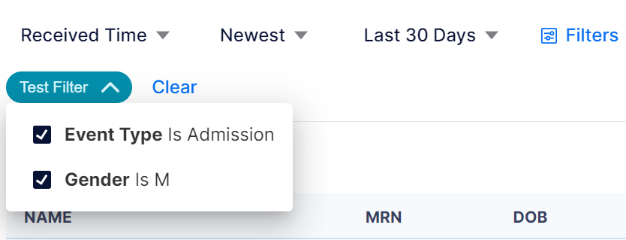 Received Time Newest Last 30 Days Filters
Test Filter Clear
Event Type Is Admission
Gender Is M
NAME MRN DOB